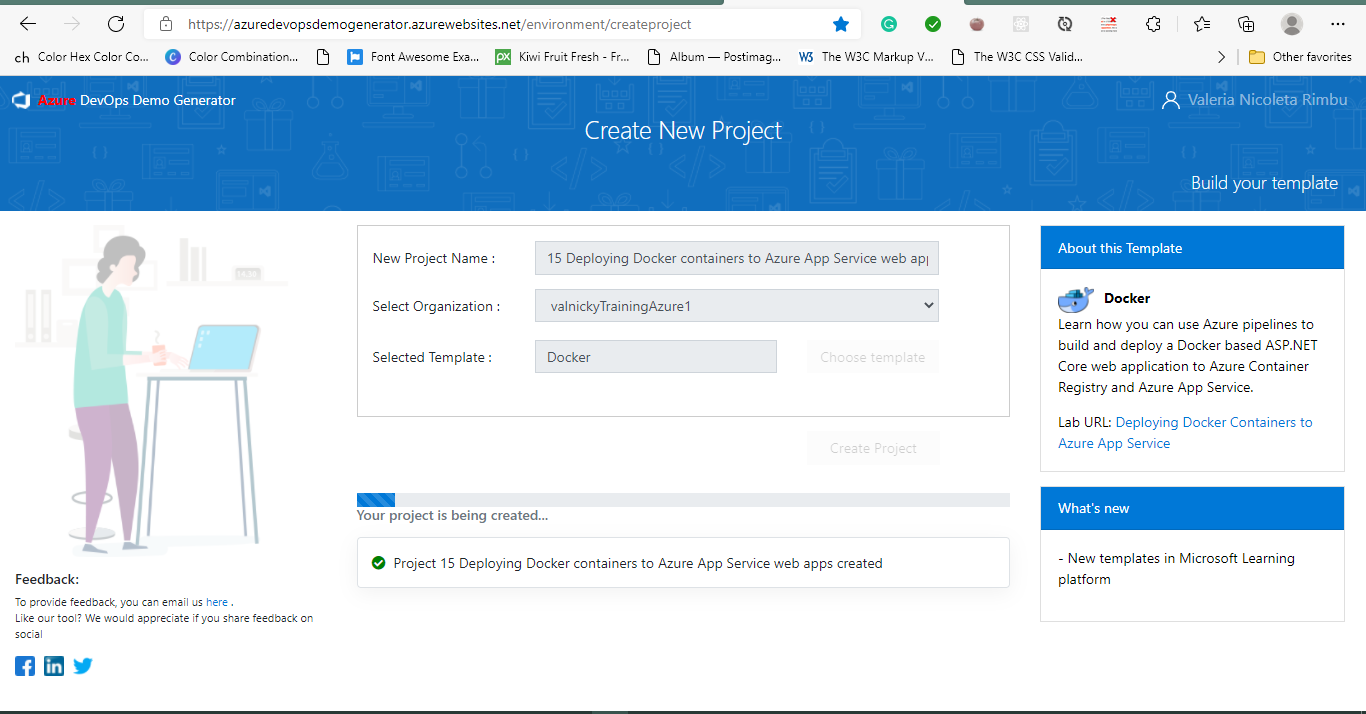 https://azuredevopsdemogenerator.azurewebsites.net/environment/createproject
ch Color Hex Color Co...
C Color Combination...
Font Awesome Exa...
px Kiwi Fruit Fresh - Fr...
Album — Postimag...
W3 The W3C Markup V...
The W3C CSS Valid...
Other favorites
Azure DevOps Demo Generator
Valeria Nicoleta Rimbu
Create New Project
Build your template
New Project Name :
15 Deploying Docker containers to Azure App Service web app
Select Organization :
valnickyTrainingAzure1
Selected Template :
Docker
Choose template
Create Project
Your project is being created...
Project 15 Deploying Docker containers to Azure App Service web apps created
About this Template
Docker
Learn how you can use Azure pipelines to
build and deploy a Docker based ASP.NET
Core web application to Azure Container
Registry and Azure App Service.
Lab URL: Deploying Docker Containers to
Azure App Service
What's new
- New templates in Microsoft Learning
platform
Feedback:
To provide feedback, you can email us here .
Like our tool? We would appreciate if you share feedback on
social